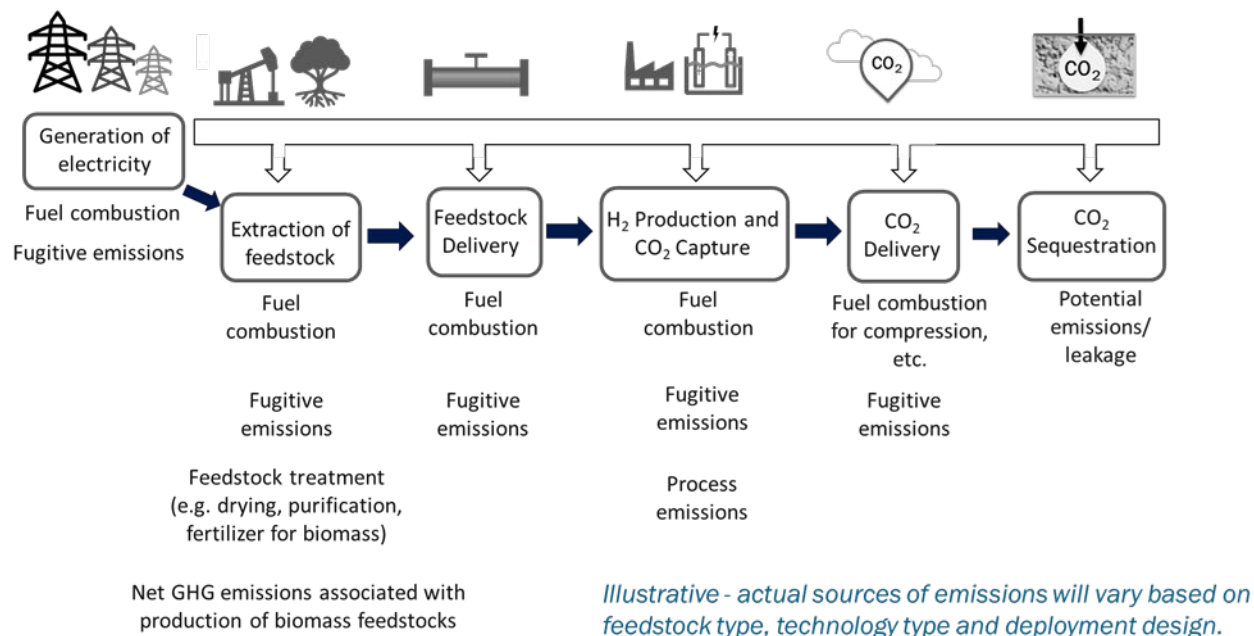 CO₂
CO₂
Generation of
electricity
Fuel combustion
Fugitive emissions
Extraction of
feedstock
Fuel
combustion
Fugitive
emissions
Feedstock treatment
(e.g. drying, purification,
fertilizer for biomass)
Net GHG emissions associated with
production of biomass feedstocks
Feedstock
Delivery
Fuel
combustion
Fugitive
emissions
H₂ Production and
CO₂ Capture
Fuel
combustion
Fugitive
emissions
Process
emissions
CO₂
Delivery
Fuel combustion
for compression,
etc.
Fugitive
emissions
CO₂
Sequestration
Potential
emissions/
leakage
Illustrative - actual sources of emissions will vary based on
feedstock type, technology type and deployment design.